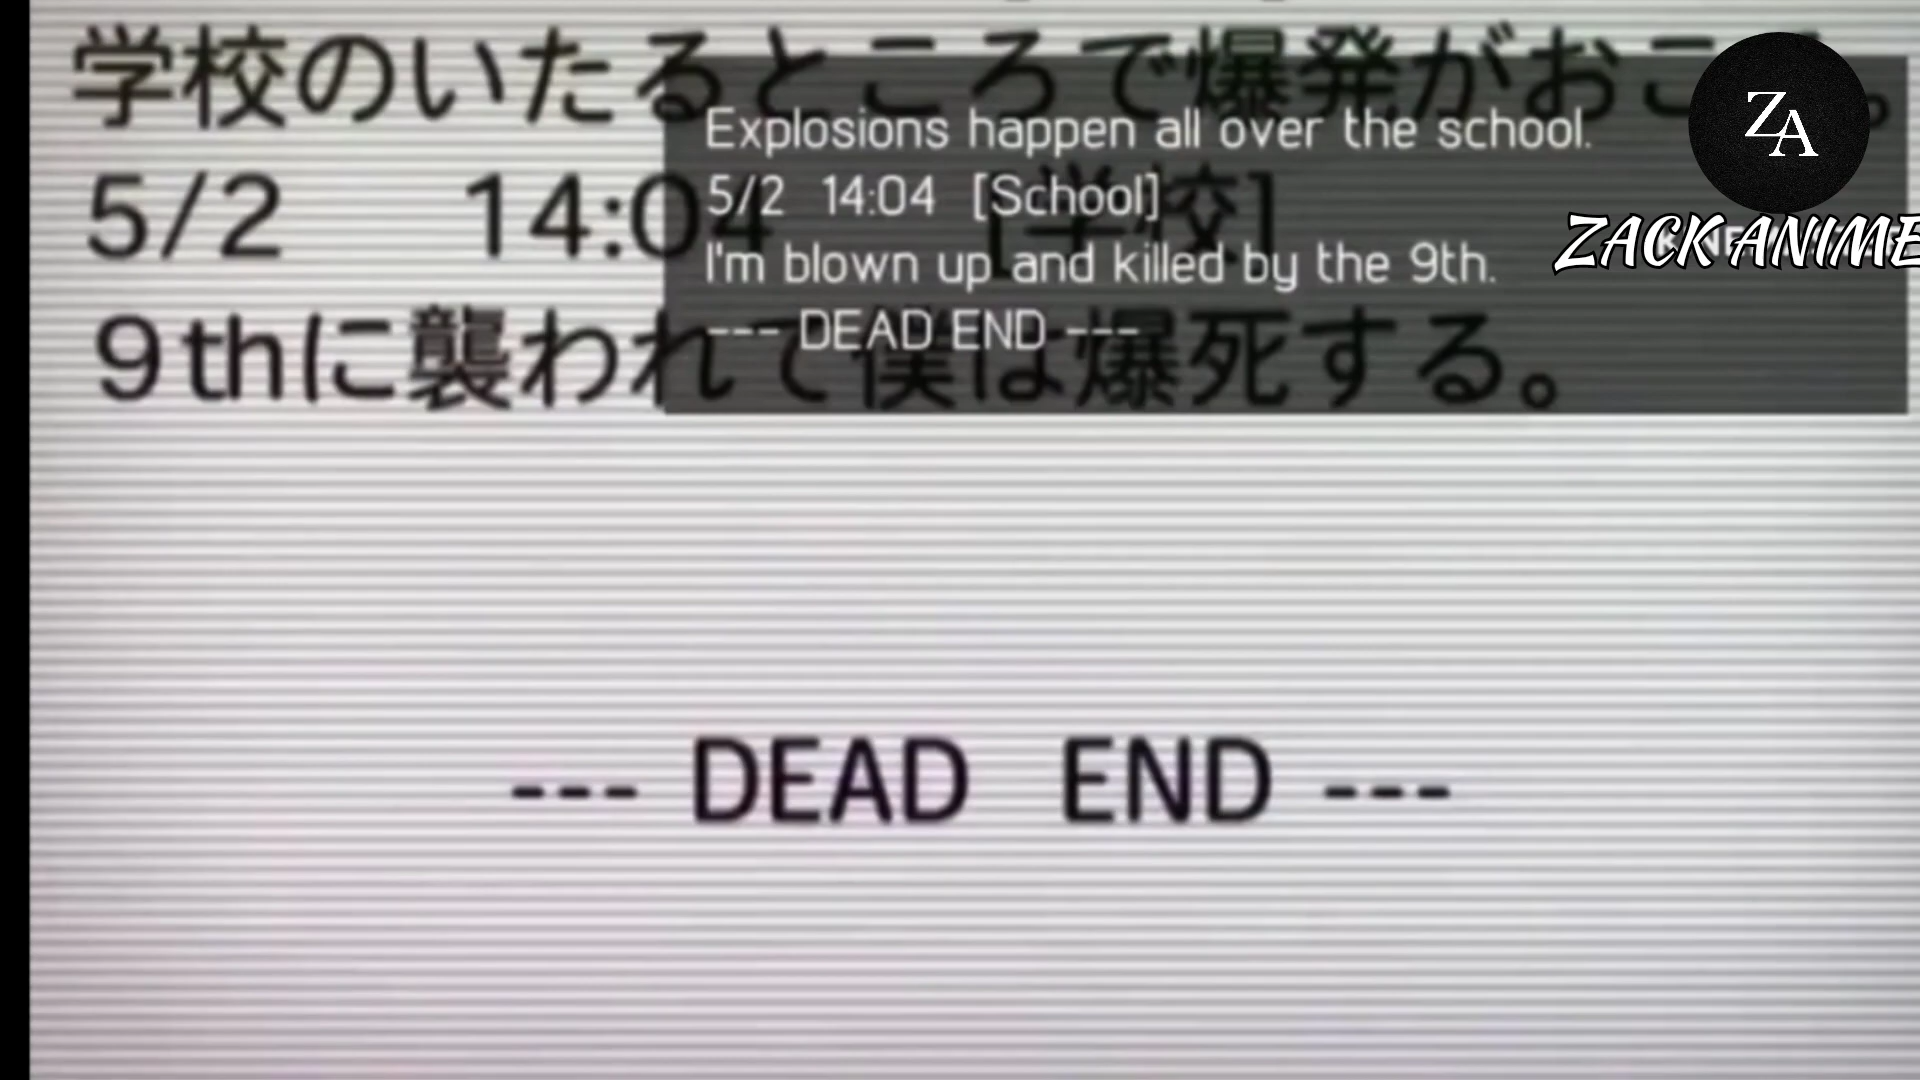 学校のいたるところで爆発がおこ
Explosions happen all over the school.
5/2 14:04 [学校]
5/2 14:04 [School]
I'm blown up and killed by the 9th.
9thに襲われて僕は爆死する。
--- DEAD END ---
--- DEAD END ---
ZA
ZACK ANIME